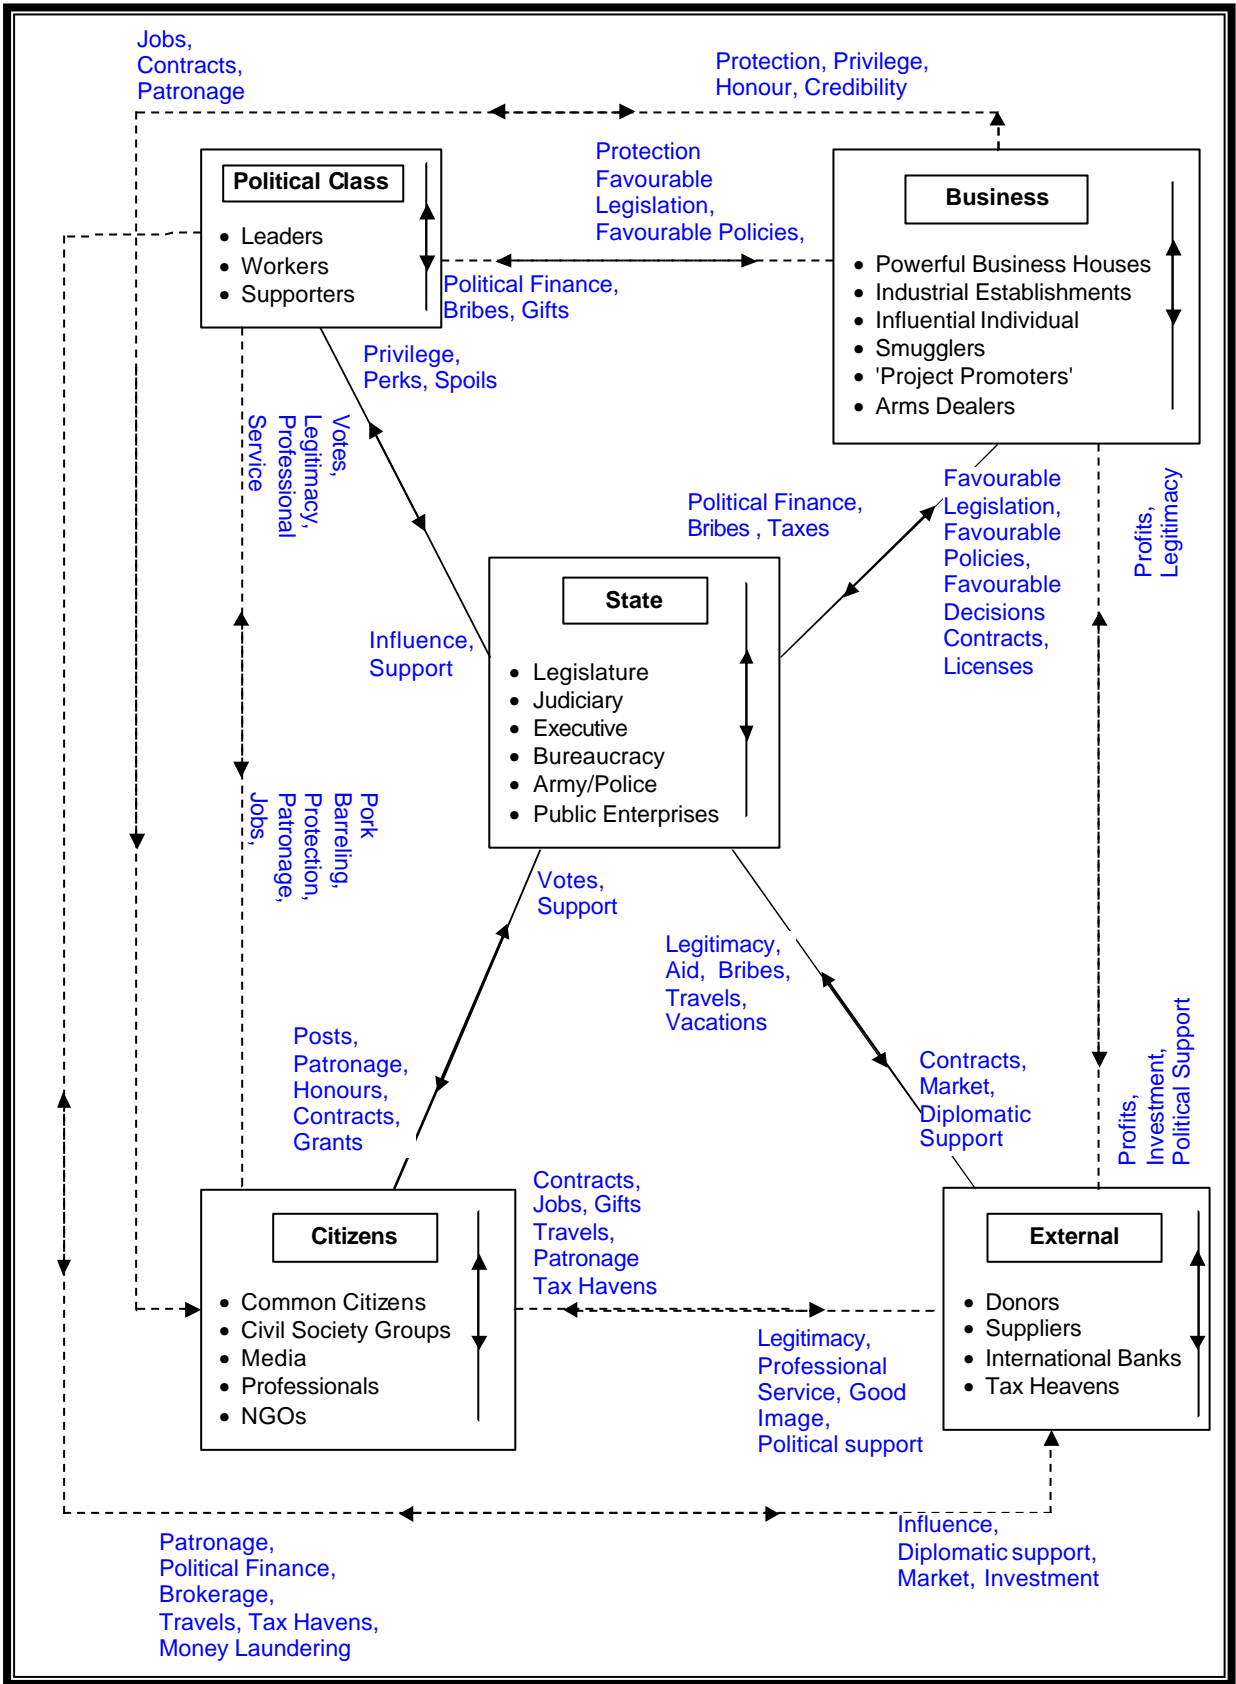 Jobs,
Contracts,
Patronage
Protection, Privilege,
Honour, Credibility
Protection
Favourable
Legislation,
Favourable Policies,
Political Class
• Leaders
• Workers
• Supporters
Business
• Powerful Business Houses
• Industrial Establishments
• Influential Individual
• Smugglers
• 'Project Promoters'
• Arms Dealers
Political Finance,
Bribes, Gifts
Privilege,
Perks, Spoils
Votes,
Legitimacy,
Professional
Service
Political Finance,
Bribes , Taxes
Favourable
Legislation,
Favourable
Policies,
Favourable
Decisions
Contracts,
Licenses
Profits,
Legitimacy
Influence,
Support
State
• Legislature
• Judiciary
• Executive
• Bureaucracy
• Army/Police
• Public Enterprises
Pork
Barreling,
Protection,
Patronage,
Jobs,
Votes,
Support
Legitimacy,
Aid, Bribes,
Travels,
Vacations
Posts,
Patronage,
Honours,
Contracts,
Grants
Contracts,
Market,
Diplomatic
Support
Profits,
Investment,
Political Support
Contracts,
Jobs, Gifts
Travels,
Patronage
Tax Havens
Citizens
• Common Citizens
• Civil Society Groups
• Media
• Professionals
• NGOs
External
• Donors
• Suppliers
• International Banks
• Tax Heavens
Legitimacy,
Professional
Service, Good
Image,
Political support
Influence,
Diplomatic support,
Market, Investment
Patronage,
Political Finance,
Brokerage,
Travels, Tax Havens,
Money Laundering